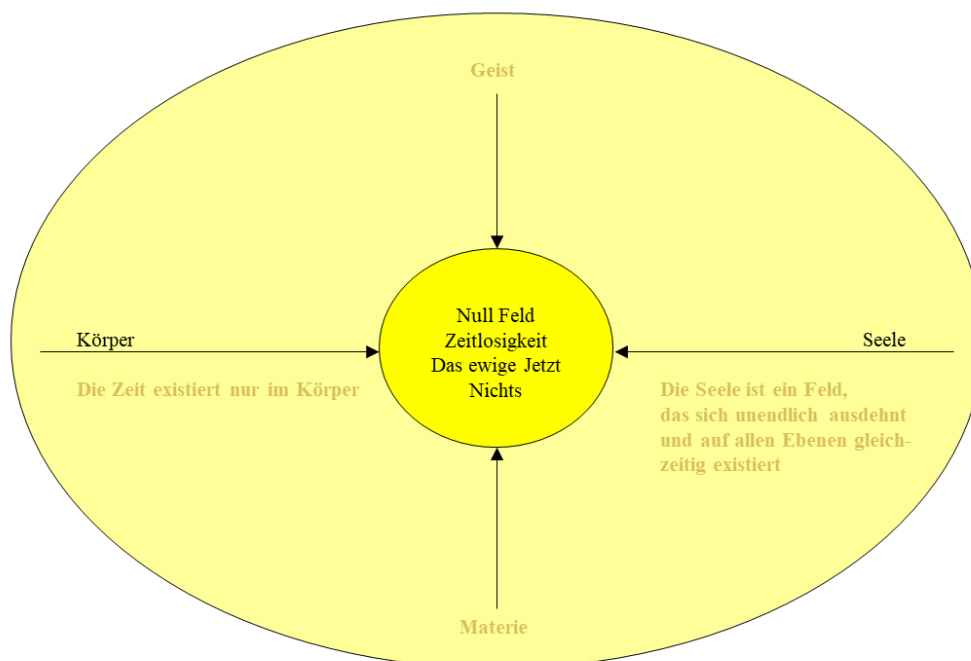 Geist
Null Feld
Zeitlosigkeit
Das ewige Jetzt
Nichts
Körper
Die Zeit existiert nur im Körper
Seele
Die Seele ist ein Feld,
das sich unendlich ausdehnt
und auf allen Ebenen gleich-
zeitig existiert
Materie